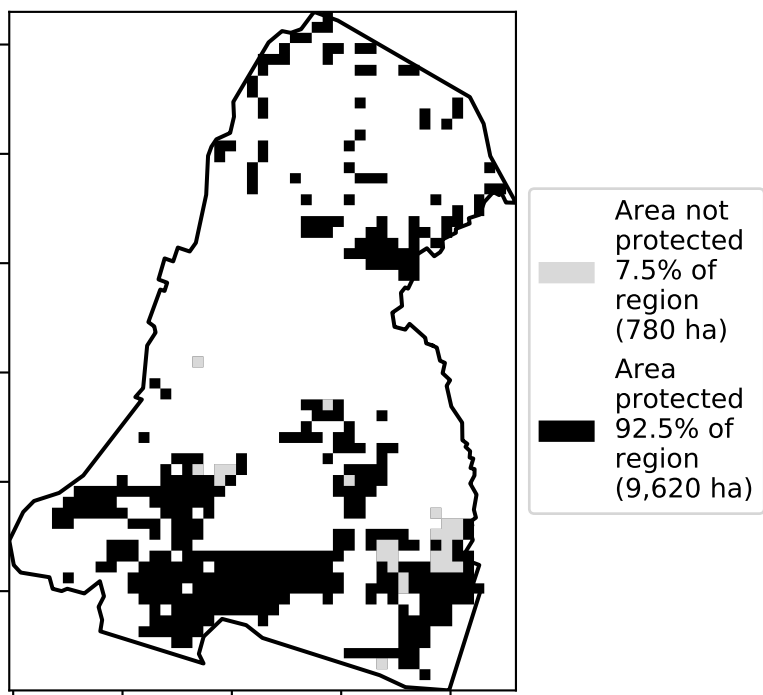 Area not
protected
7.5% of
region
(780 ha)
Area
protected
92.5% of
region
(9,620 ha)